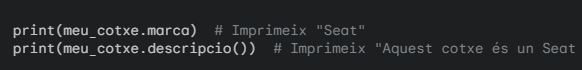 print(meu_cotxe.marca)  # Imprimeix "Seat"
print(meu_cotxe.descripcio())  # Imprimeix "Aquest cotxe és un Seat